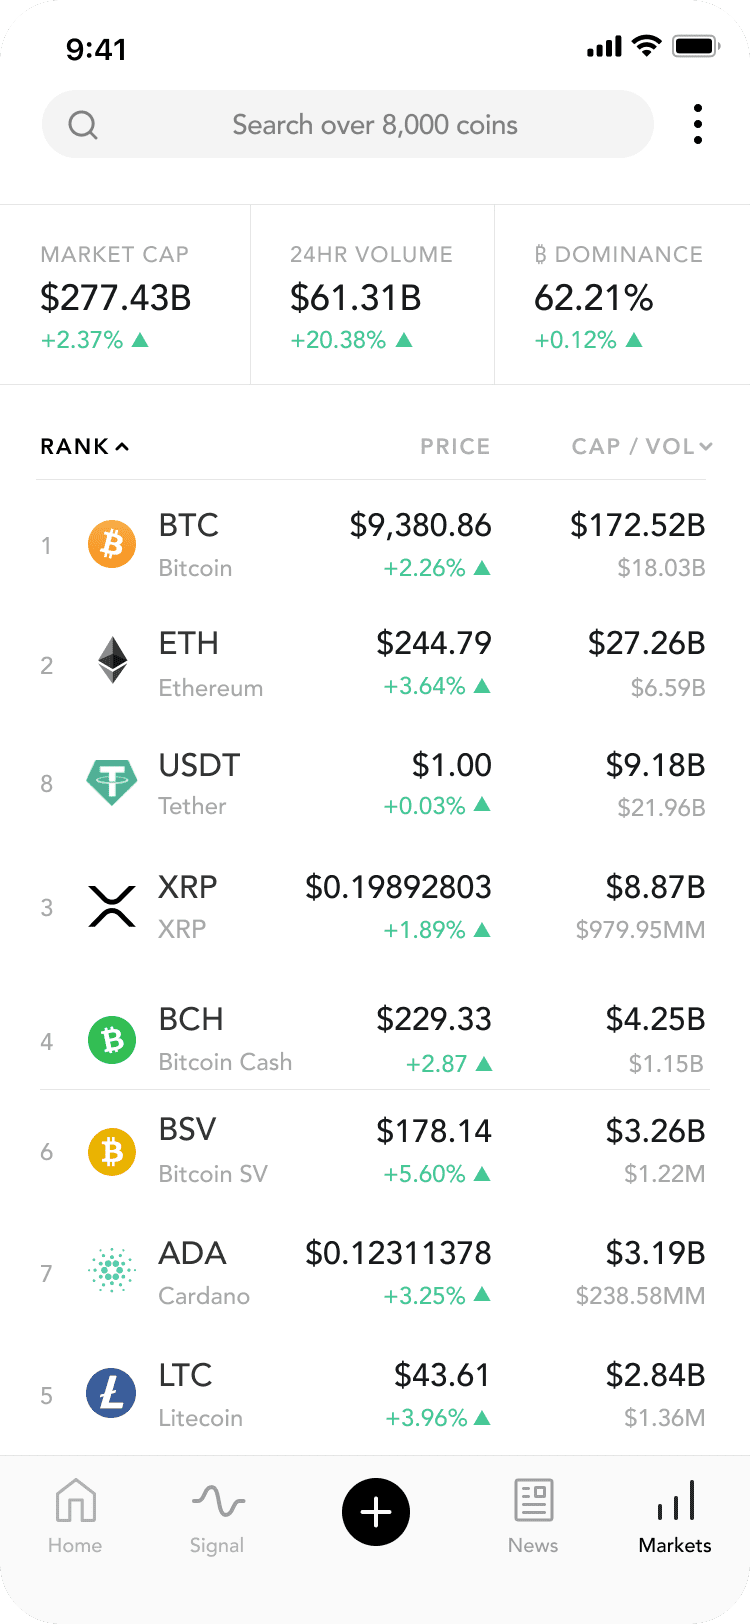 9:41
Search over 8,000 coins
MARKET CAP 24HR VOLUME ₿ DOMINANCE
$277.43B $61.31B 62.21%
+2.37% ▲ +20.38% ▲ +0.12% ▲
RANK PRICE CAP / VOL
BTC $9,380.86 $172.52B
1
Bitcoin +2.26% ▲ $18.03B
ETH $244.79 $27.26B
2
Ethereum +3.64% ▲ $6.59B
USDT $1.00 $9.18B
8
Tether +0.03% ▲ $21.96B
XRP $0.19892803 $8.87B
3
XRP +1.89% ▲ $979.95MM
BCH $229.33 $4.25B
4
Bitcoin Cash +2.87 ▲ $1.15B
BSV $178.14 $3.26B
6
Bitcoin SV +5.60% ▲ $1.22M
ADA $0.12311378 $3.19B
7
Cardano +3.25% ▲ $238.58MM
LTC $43.61 $2.84B
5
Litecoin +3.96% ▲ $1.36M
Home Signal News Markets